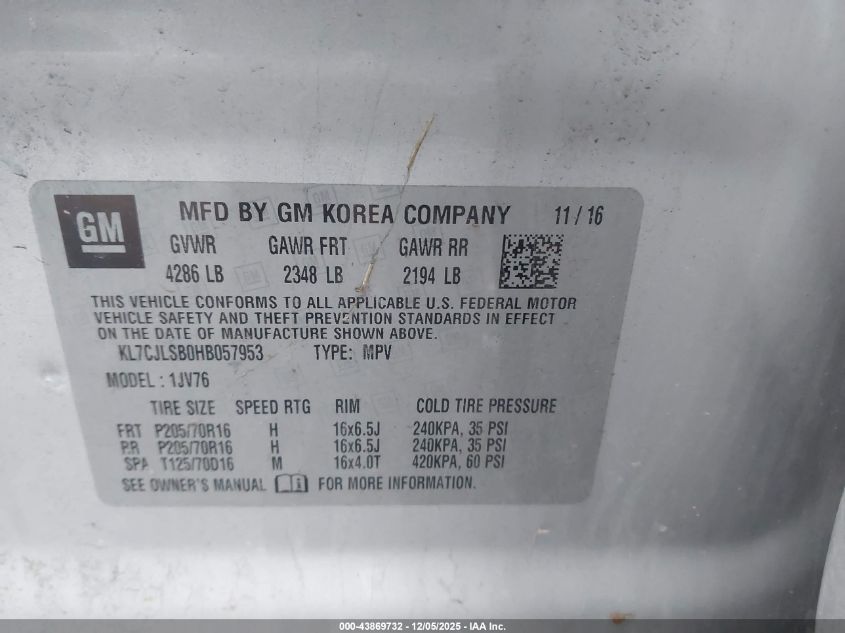 GM
MFD BY GM KOREA COMPANY 11 / 16
GVWR GAWR FRT GAWR RR
4286 LB 2348 LB 2194 LB
THIS VEHICLE CONFORMS TO ALL APPLICABLE U.S. FEDERAL MOTOR
VEHICLE SAFETY AND THEFT PREVENTION STANDARDS IN EFFECT
ON THE DATE OF MANUFACTURE SHOWN ABOVE.
KL7CJLSB0HB057953 TYPE: MPV
MODEL : 1JV76
TIRE SIZE SPEED RTG RIM COLD TIRE PRESSURE
FRT P205/70R16 H 16x6.5J 240KPA, 35 PSI
RR P205/70R16 H 16x6.5J 240KPA, 35 PSI
SPA T125/70D16 M 16x4.0T 420KPA, 60 PSI
SEE OWNER'S MANUAL FOR MORE INFORMATION.
000-43869732 - 12/05/2025 - IAA Inc.